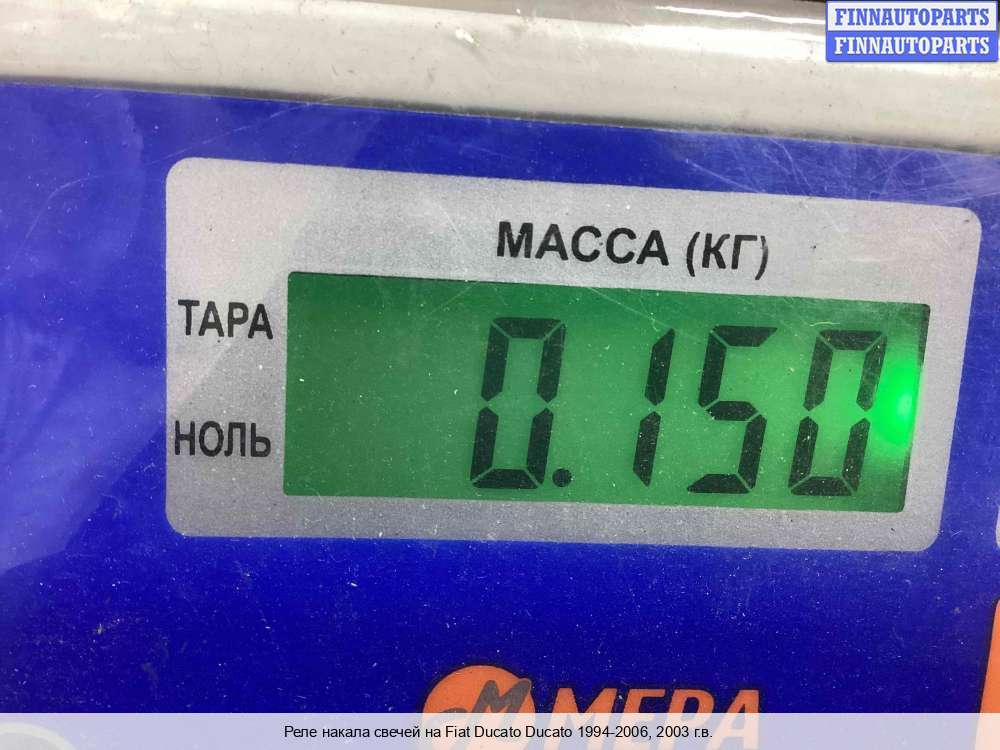 FINNAUTOPARTS
FINNAUTOPARTS
МАССА (КГ)
ТАРА
0.150
НОЛЬ
МЕРА
Реле накала свечей на Fiat Ducato Ducato 1994-2006, 2003 г.в.